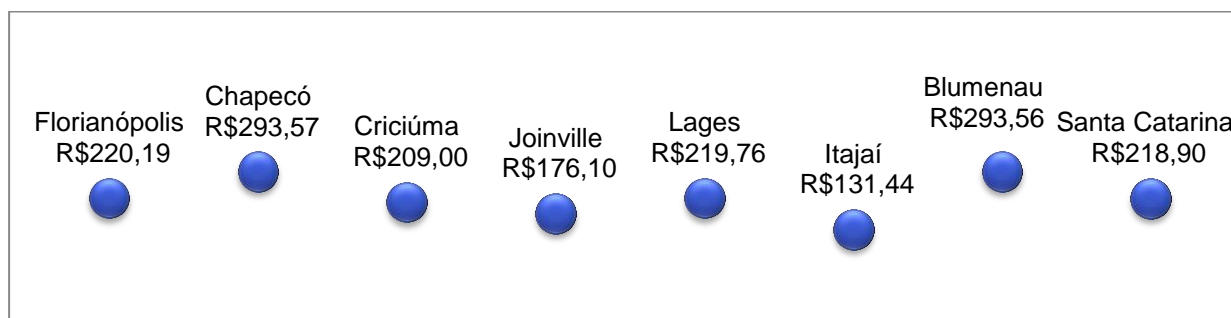 Florianópolis
R$220,19
Chapecó
R$293,57
Criciúma
R$209,00
Joinville
R$176,10
Lages
R$219,76
Itajaí
R$131,44
Blumenau
R$293,56
Santa Catarina
R$218,90